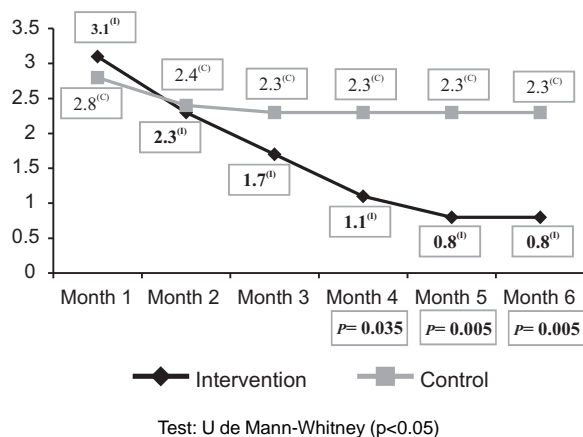 3.5
3
2.5
2
1.5
1
0.5
0
3.1(I)
2.8(C)
2.4(C)
2.3(I)
2.3(C)
1.7(I)
2.3(C)
1.1(I)
2.3(C)
0.8(I)
2.3(C)
0.8(I)
Month 1 Month 2 Month 3 Month 4 Month 5 Month 6
P= 0.035 P= 0.005 P= 0.005
Intervention Control
Test: U de Mann-Whitney (p<0.05)